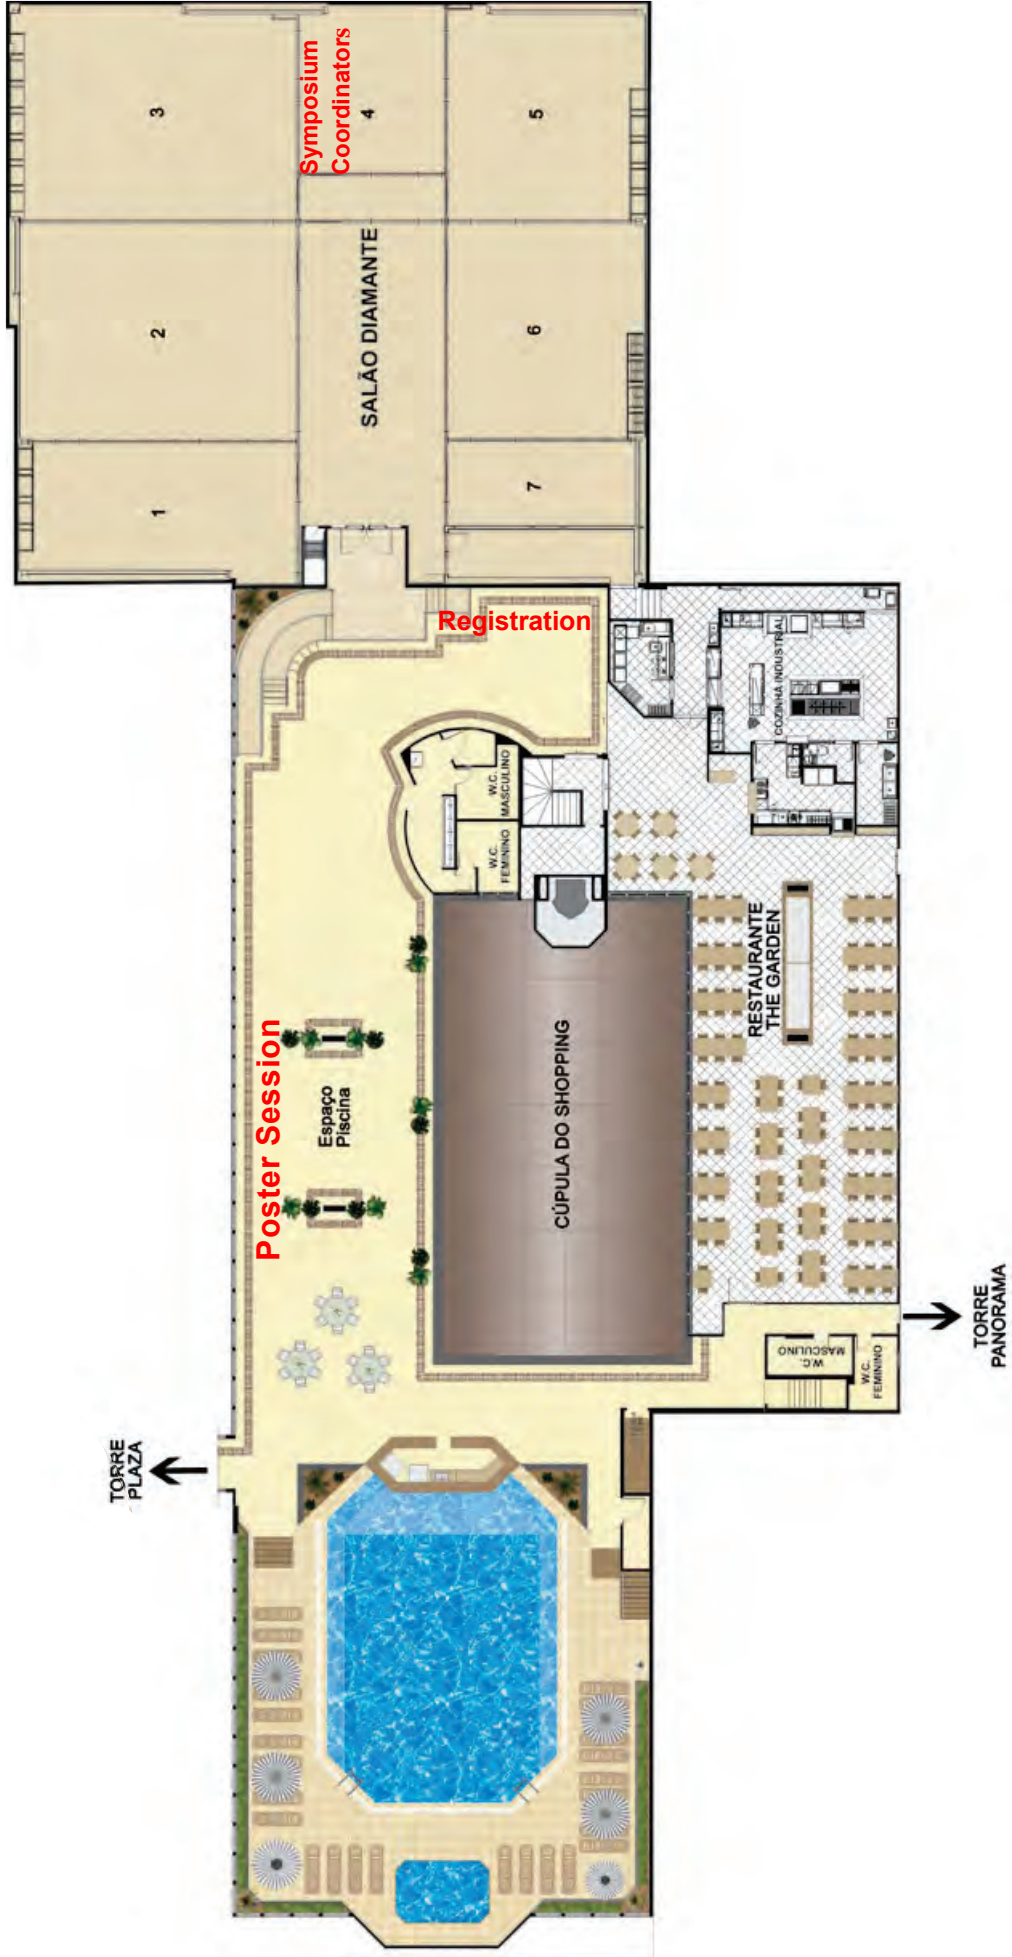 3
Symposium
Coordinators
4
5
2
SALÃO DIAMANTE
6
1
7
Registration
COZINHA INDUSTRIAL
W.C.
MASCULINO
W.C.
FEMININO
RESTAURANTE
THE GARDEN
Poster Session
Espaço
Piscina
CÚPULA DO SHOPPING
TORRE
PANORAMA
W.C.
MASCULINO
W.C.
FEMININO
TORRE
PLAZA